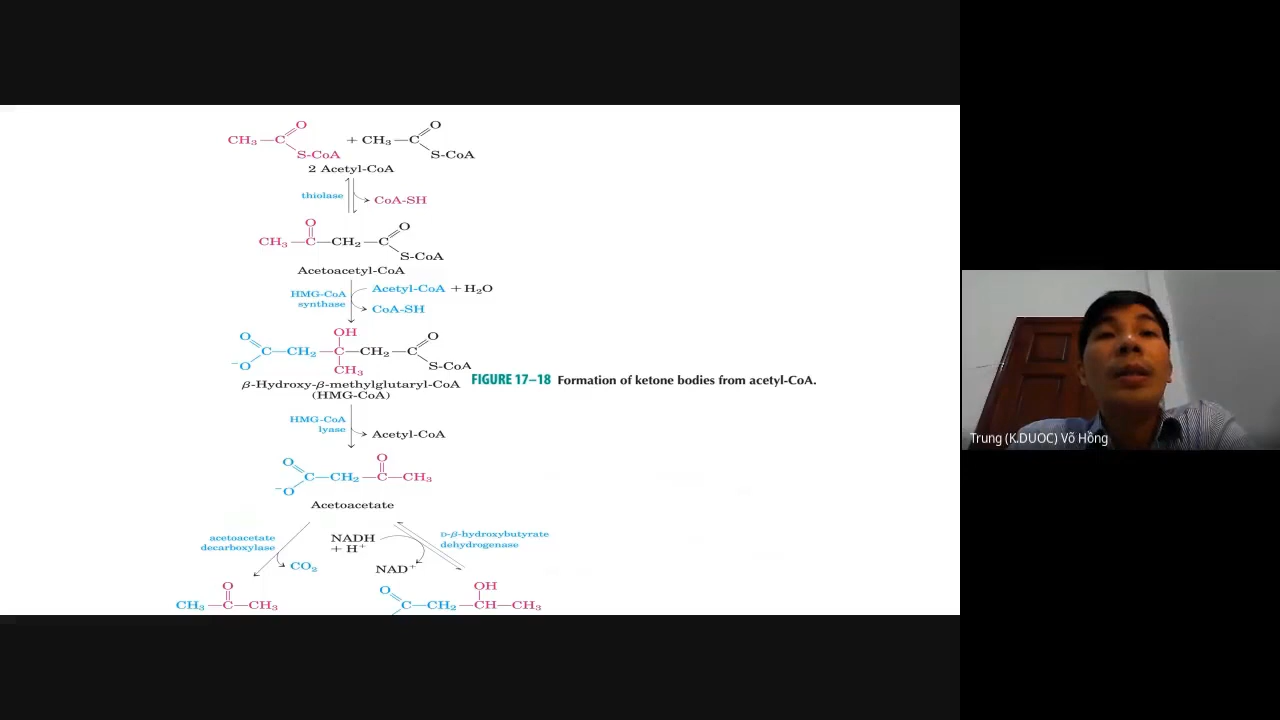 CH₃—C
O
S-CoA
+ CH₃—C
O
S-CoA
2 Acetyl-CoA
thiolase
CoA-SH
O
CH₃—C—CH₂—C
O
S-CoA
Acetoacetyl-CoA
HMG-CoA
synthase
Acetyl-CoA + H₂O
CoA-SH
OH
O
C—CH₂—C—CH₂—C
O
⁻O
CH₃
S-CoA
β-Hydroxy-β-methylglutaryl-CoA
(HMG-CoA)
FIGURE 17–18 Formation of ketone bodies from acetyl-CoA.
HMG-CoA
lyase
Acetyl-CoA
O
O
C—CH₂—C—CH₃
⁻O
Acetoacetate
acetoacetate
decarboxylase
CO₂
NADH
+ H⁺
NAD⁺
D-β-hydroxybutyrate
dehydrogenase
O
CH₃—C—CH₃
O
OH
C—CH₂—CH—CH₃
Trung (K.DUOC) Võ Hồng